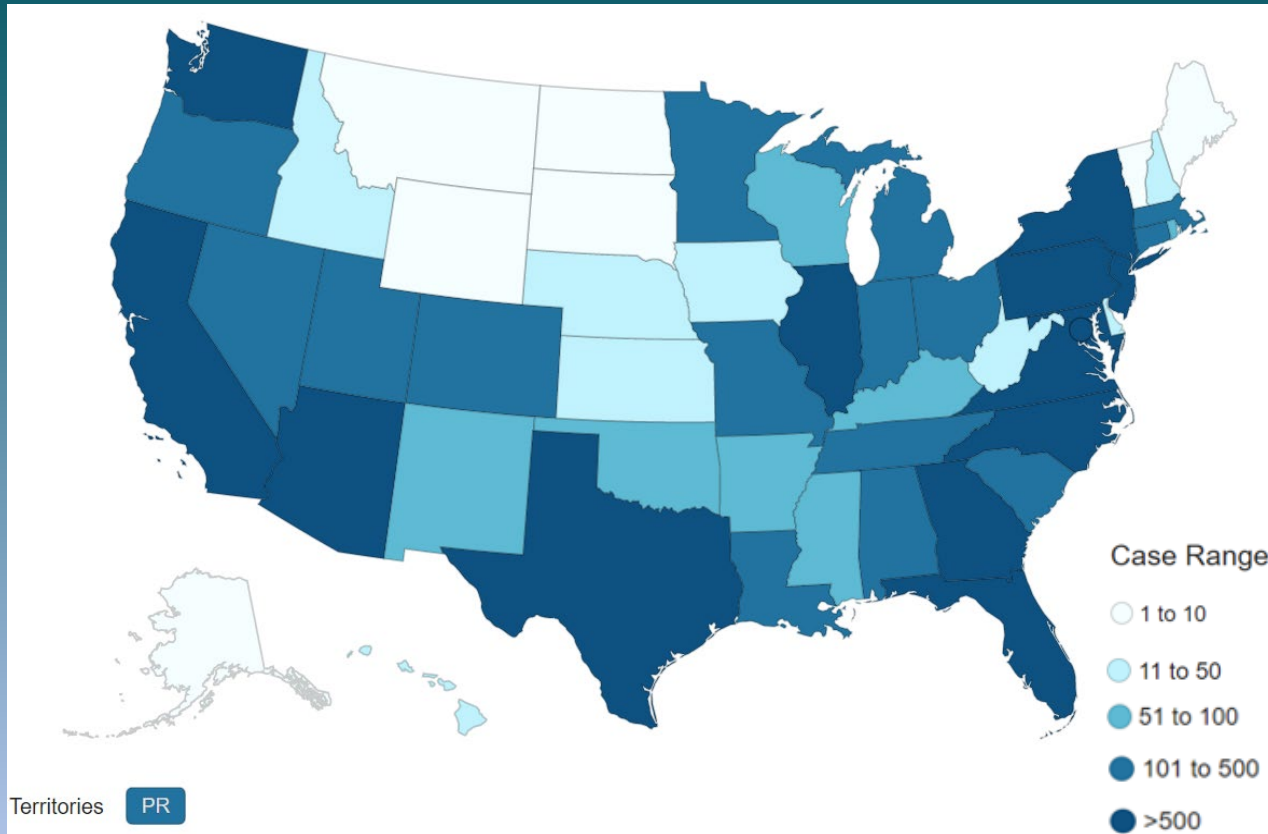 Case Range
1 to 10
11 to 50
51 to 100
101 to 500
>500
Territories PR